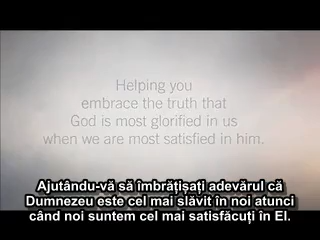 Helping you
embrace the truth that
God is most glorified in us
when we are most satisfied in him.
Ajutându-vă să îmbrățișați adevărul că
Dumnezeu este cel mai slăvit în noi atunci
când noi suntem cel mai satisfăcuți în El.